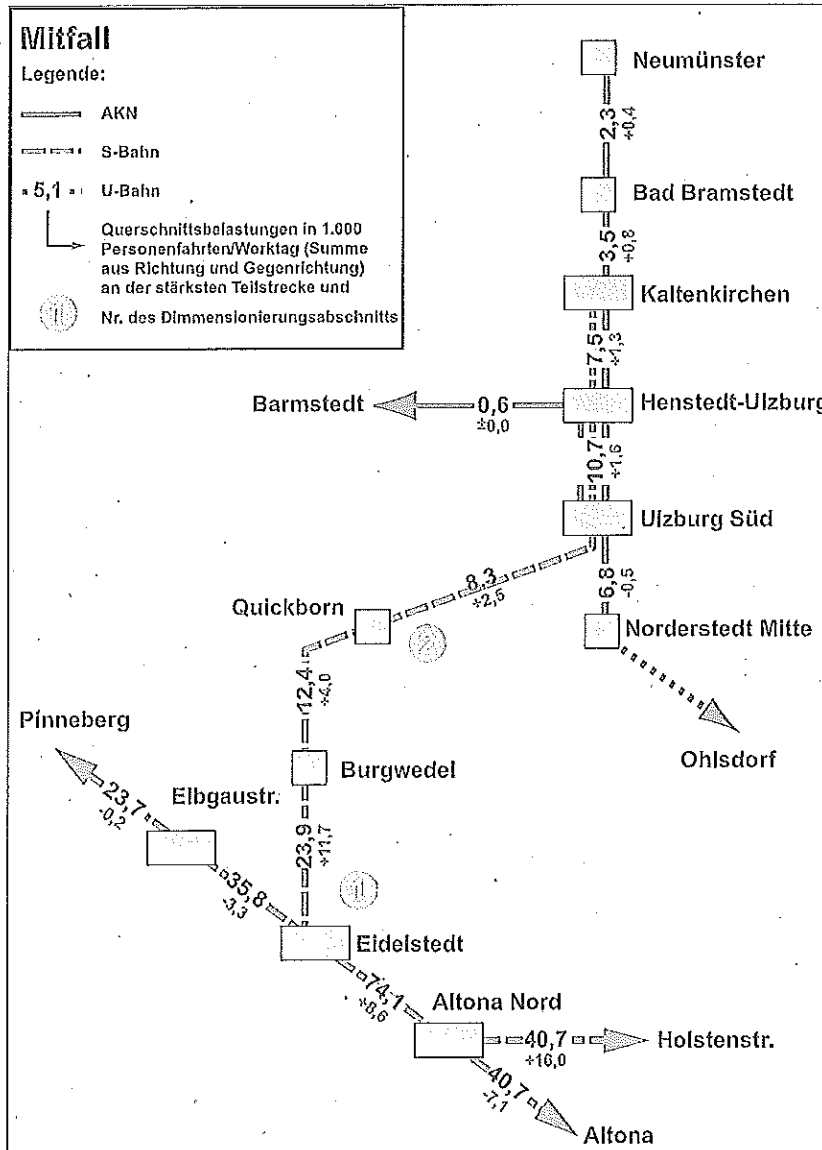 Mitfall
Legende:
AKN
S-Bahn
5,1 U-Bahn
Querschnittsbelastungen in 1.000
Personenfahrten/Werktag (Summe
aus Richtung und Gegenrichtung)
an der stärksten Teilstrecke und
1 Nr. des Dimmensionierungsabschnitts
Neumünster
2,3
+0,4
Bad Bramstedt
3,5
+0,8
Kaltenkirchen
7,5
+1,3
Barmstedt
0,6
±0,0
Henstedt-Ulzburg
10,7
+1,6
Ulzburg Süd
8,3
+2,5
6,8
-0,5
Quickborn
2
Norderstedt Mitte
12,4
+4,0
Pinneberg
Ohlsdorf
Burgwedel
23,7
-0,2
Elbgaustr.
23,9
+11,7
35,8
-3,3
1
Eidelstedt
74,1
+8,6
Altona Nord
40,7
+16,0
Holstenstr.
40,7
-7,1
Altona